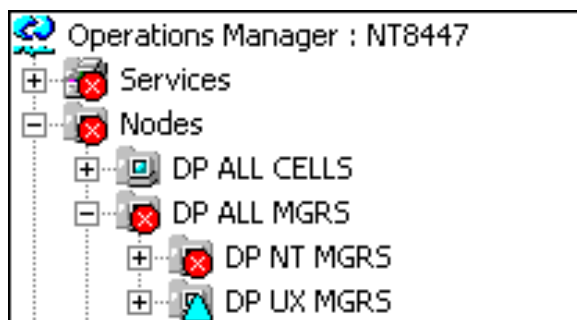 Operations Manager : NT8447
Services
Nodes
DP ALL CELLS
DP ALL MGRS
DP NT MGRS
DP UX MGRS